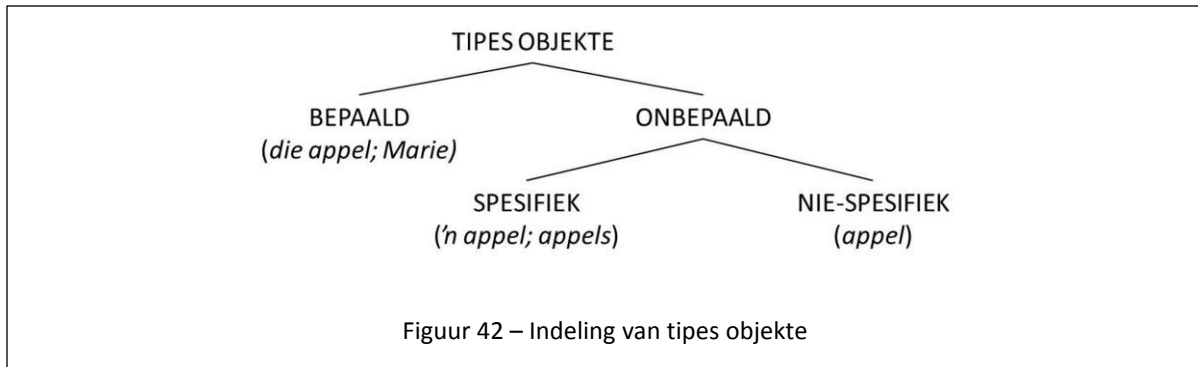 TIPES OBJEKTE
BEPAALD
(die appel; Marie)
ONBEPAALD
SPESIFIEK
('n appel; appels)
NIE-SPESIFIEK
(appel)
Figuur 42 – Indeling van tipes objekte